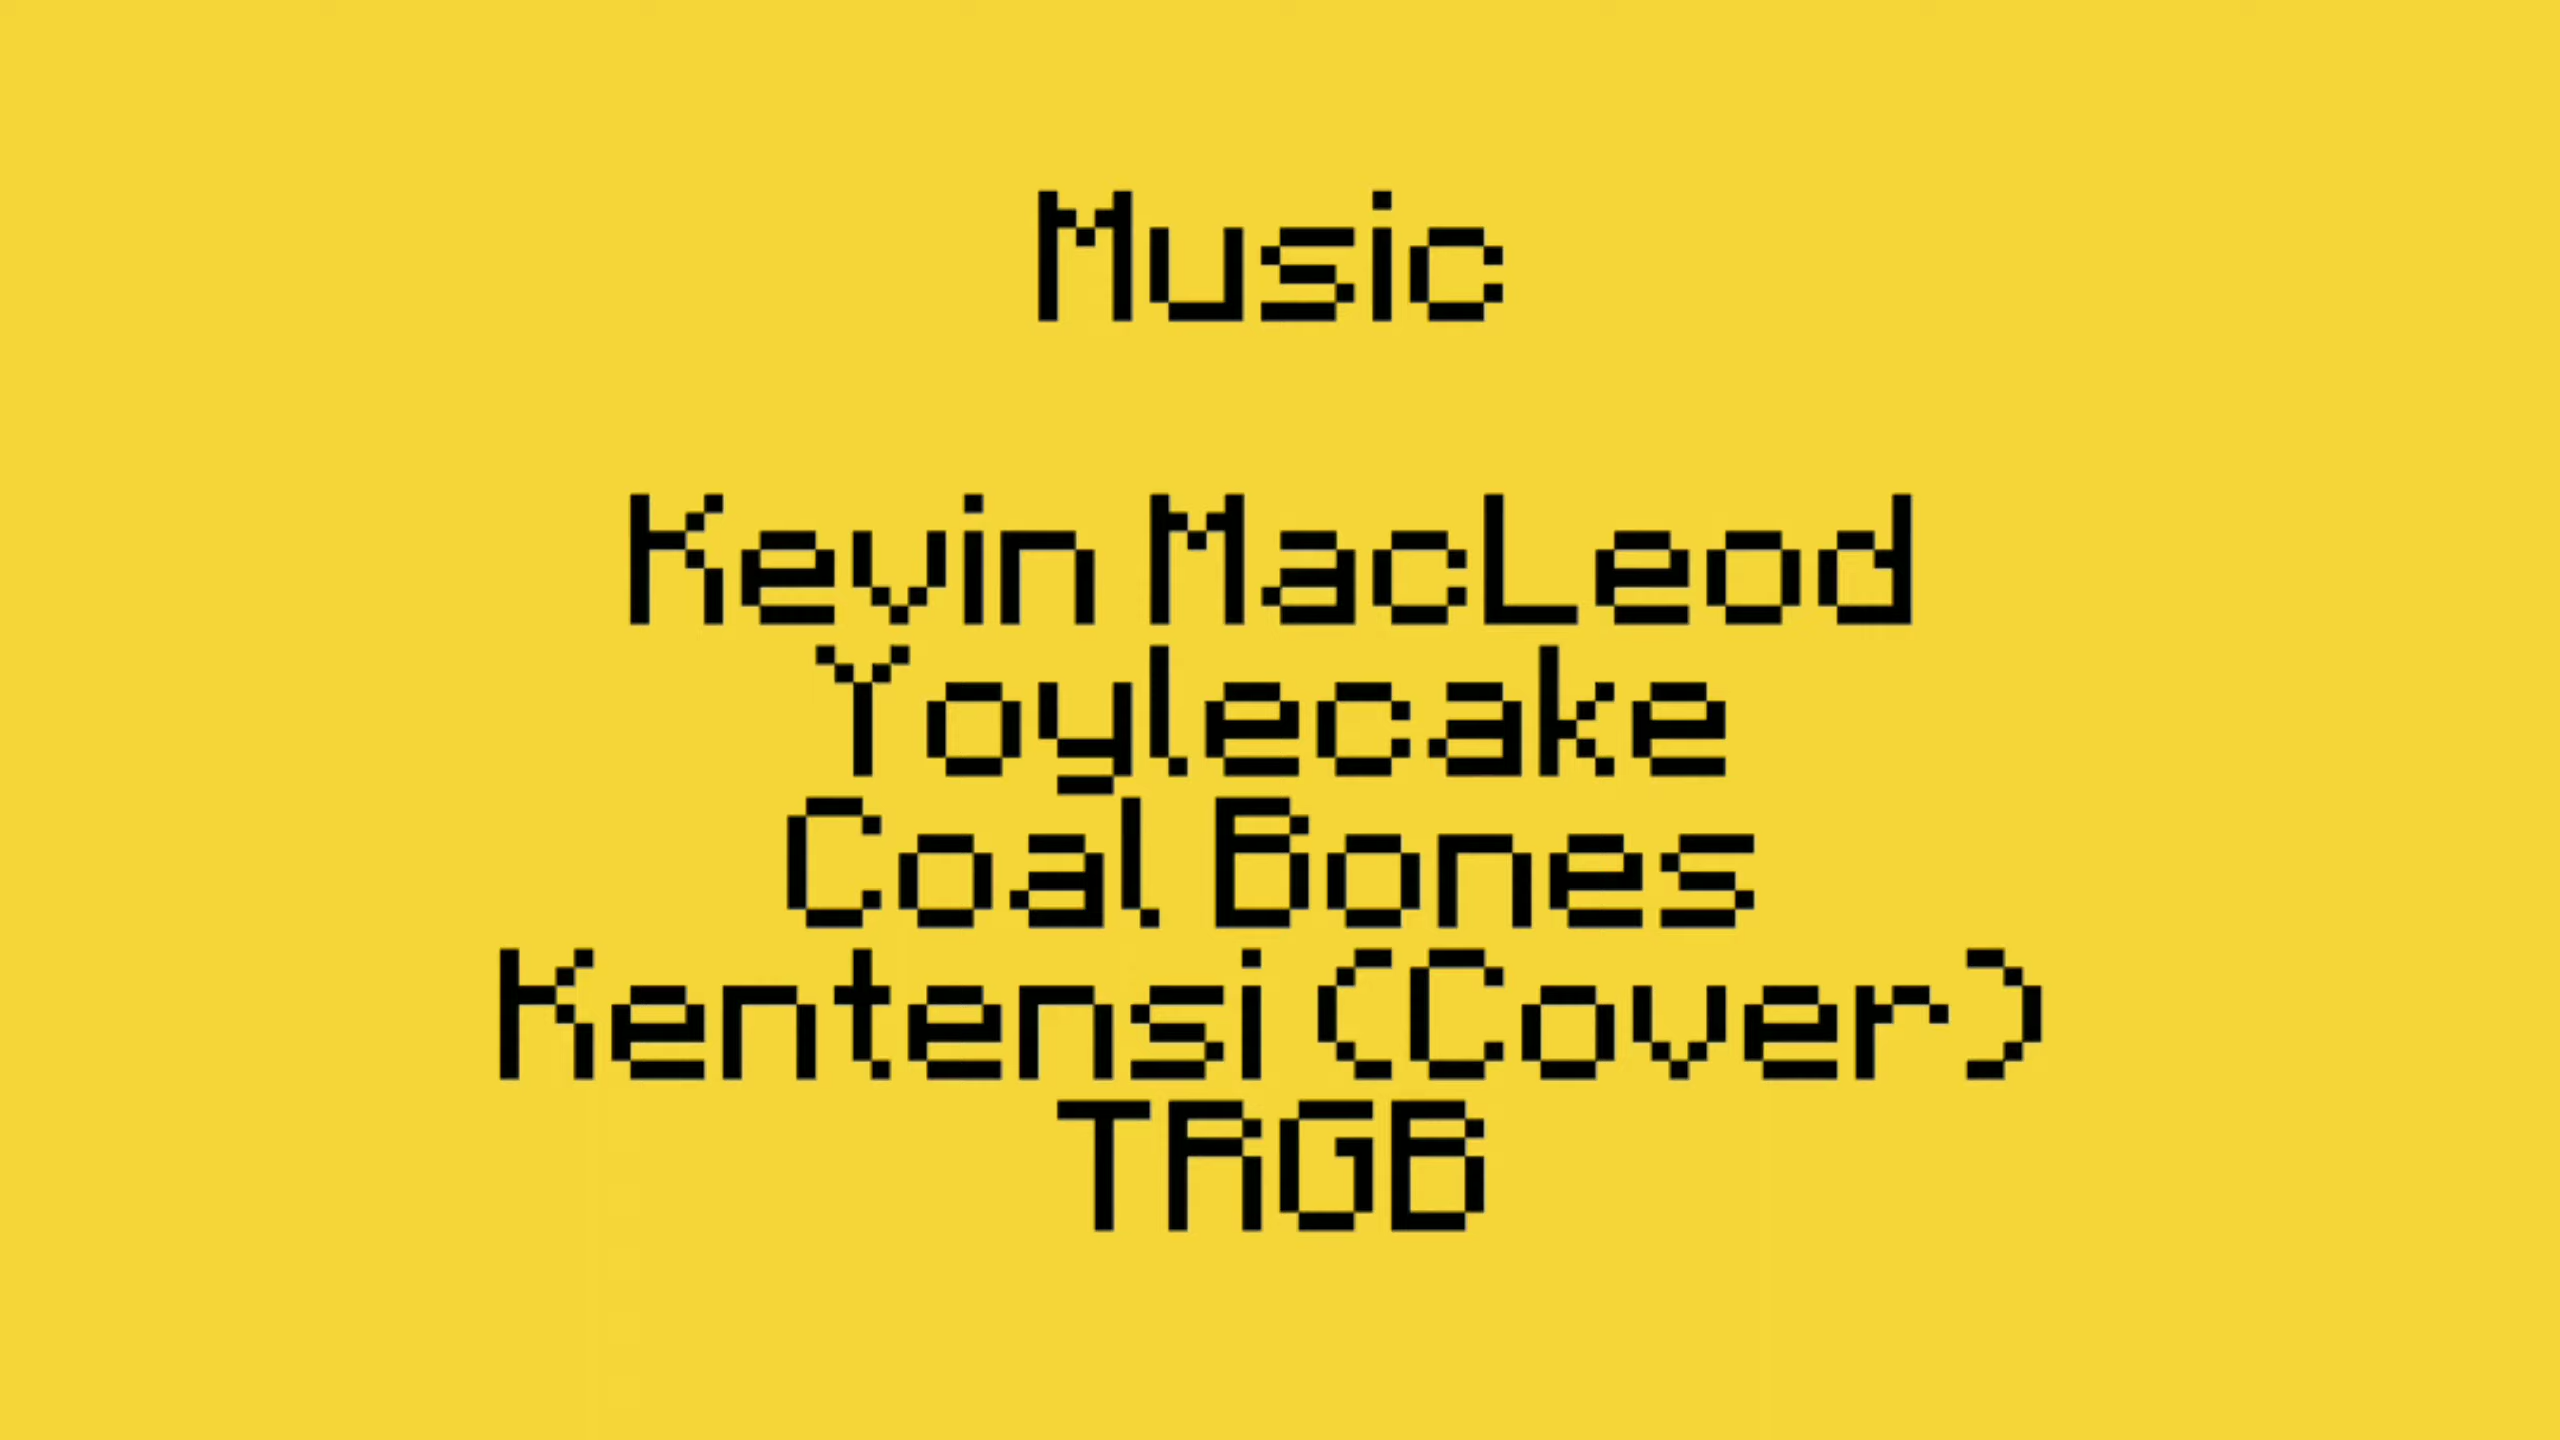 Music
Kevin MacLeod
Yoylecake
Coal Bones
Kentensi (Cover)
TRGB